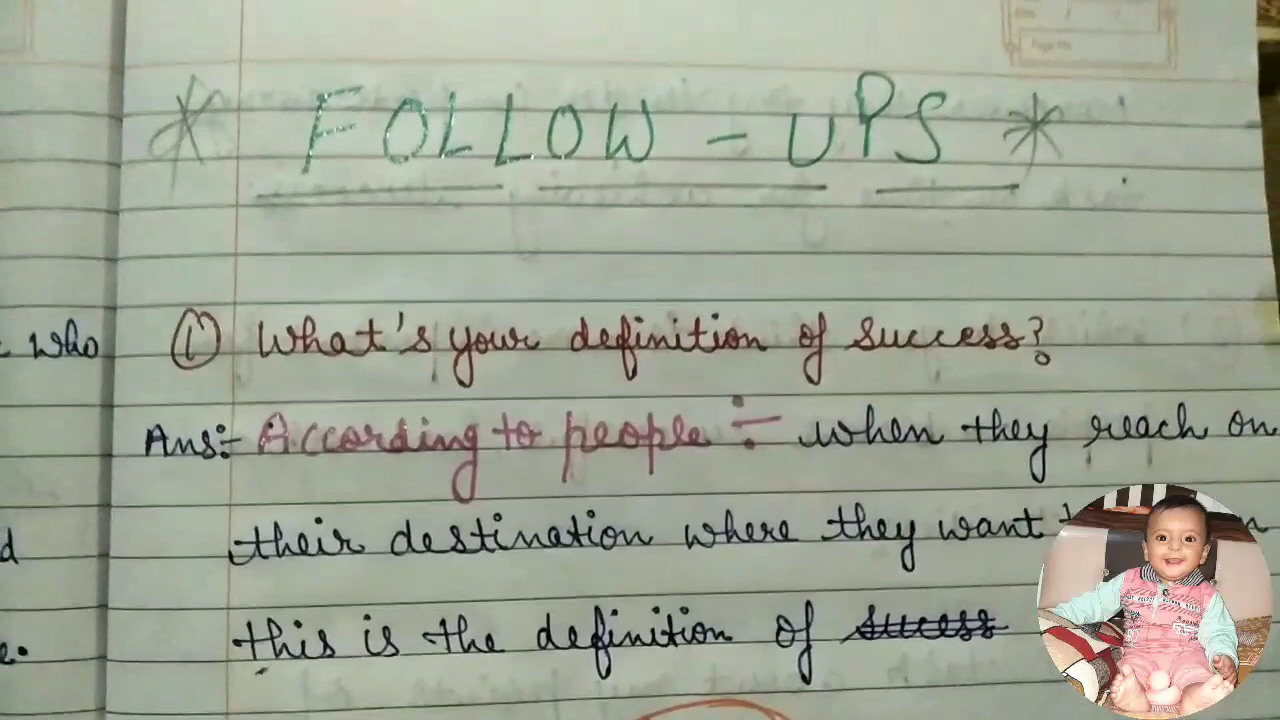 * FOLLOW - UPS *
who
① What's your definition of success?
Ans:- According to people :- when they reach on
d
their destination where they want
e.
this is the definition of success